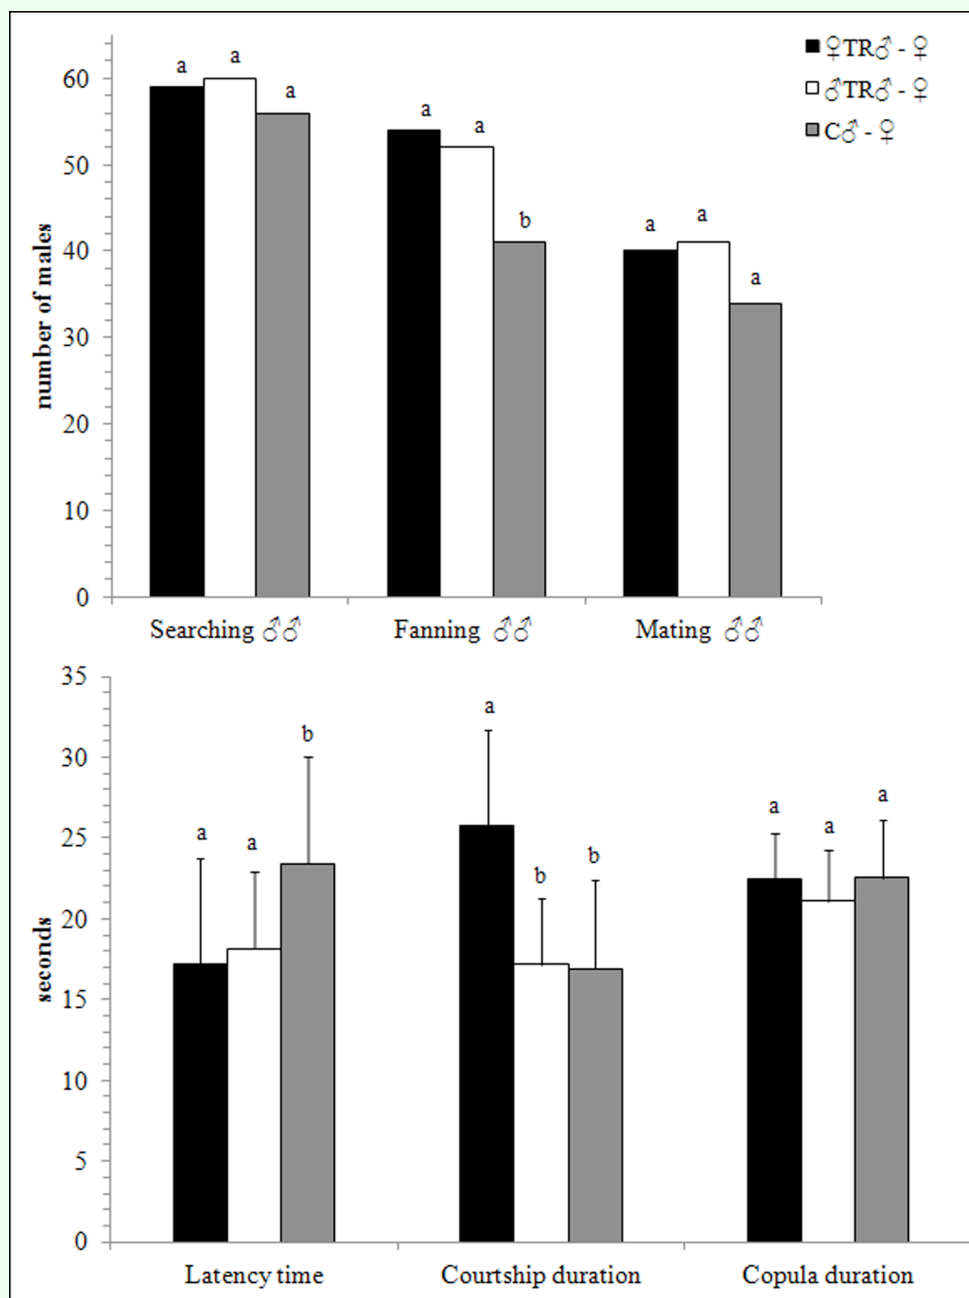 ♀TR♂ - ♀
♂TR♂ - ♀
C♂ - ♀
number of males
60
50
40
30
20
10
0
a a a
a a b
a a a
Searching ♂♂ Fanning ♂♂ Mating ♂♂
seconds
35
30
25
20
15
10
5
0
a a b
a b b
a a a
Latency time Courtship duration Copula duration